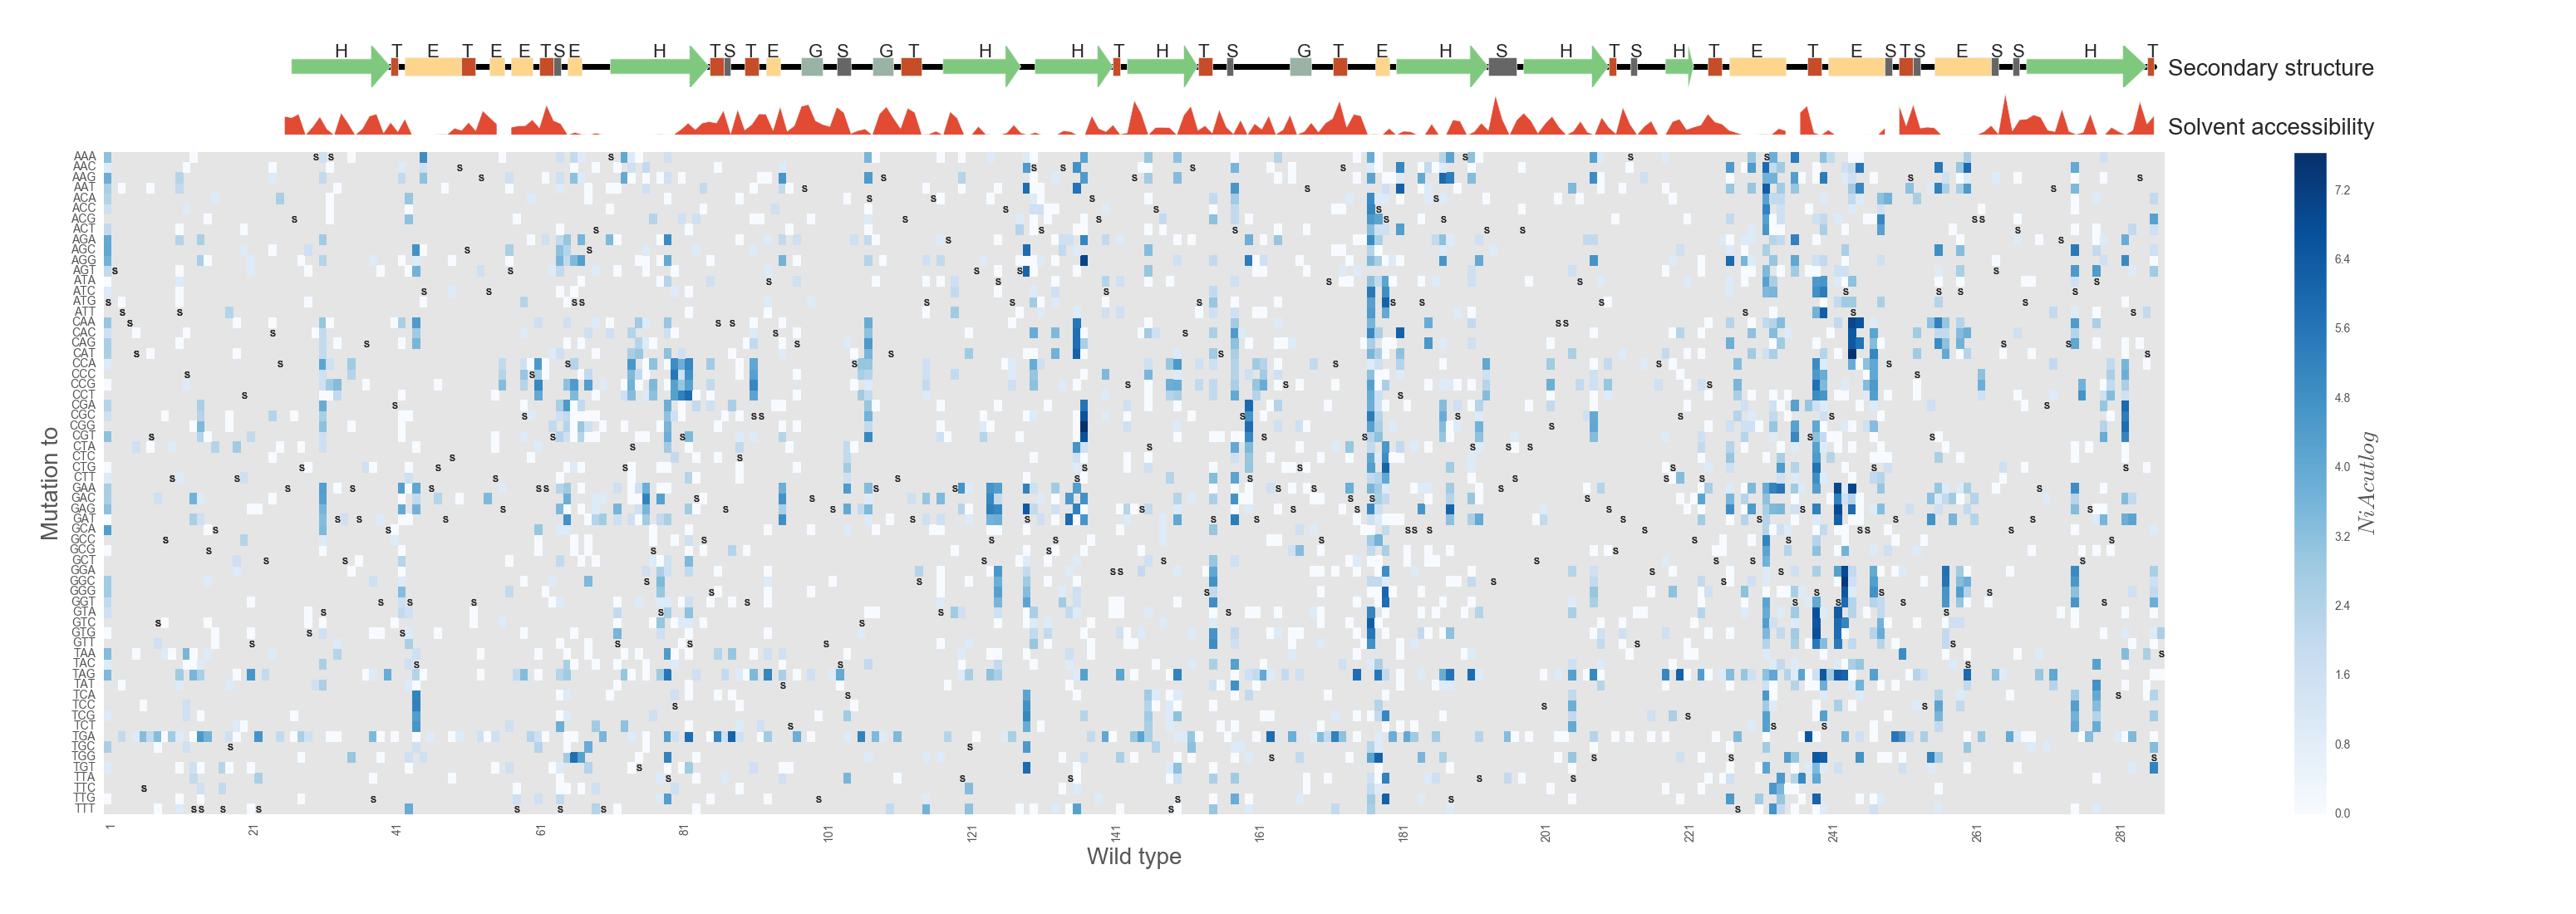 H T E T E E T S E H T S T E G S G T H H T H T S G T E H S H T S H T E T E S T S E S S H T
Secondary structure
Solvent accessibility
AAA
AAC
AAG
AAT
ACA
ACC
ACG
ACT
AGA
AGC
AGG
AGT
ATA
ATC
ATG
ATT
CAA
CAC
CAG
CAT
CCA
CCC
CCG
CCT
CGA
CGC
CGG
CGT
CTA
CTC
CTG
CTT
GAA
GAC
GAG
GAT
GCA
GCC
GCG
GCT
GGA
GGC
GGG
GGT
GTA
GTC
GTG
GTT
TAA
TAC
TAG
TAT
TCA
TCC
TCG
TCT
TGA
TGC
TGG
TGT
TTA
TTC
TTG
TTT
Mutation to
1 21 41 61 81 101 121 141 161 181 201 221 241 261 281
Wild type
7.2
6.4
5.6
4.8
4.0
3.2
2.4
1.6
0.8
0.0
NiAcutlog